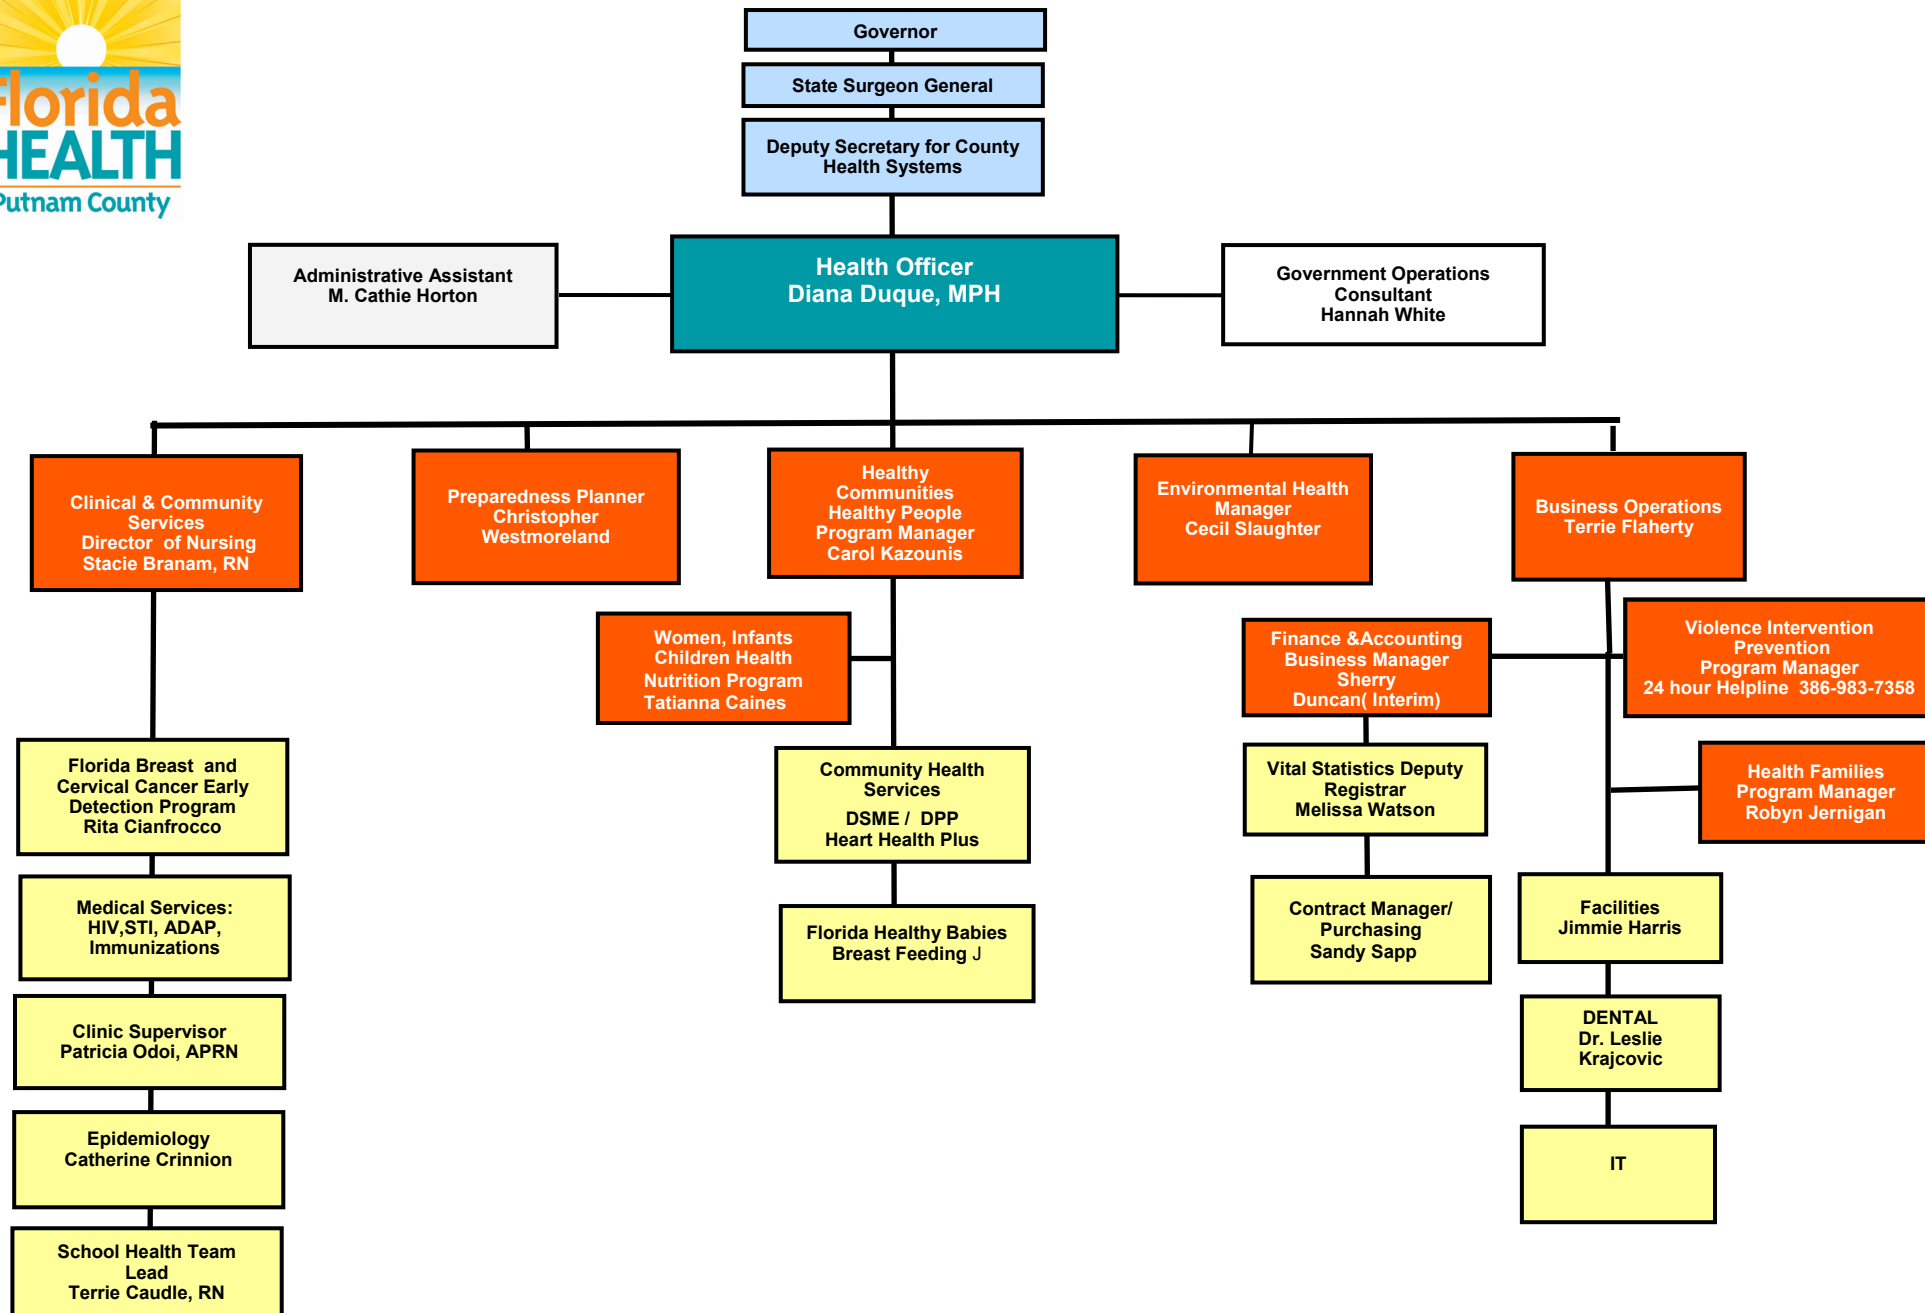 Florida
HEALTH
Putnam County
Governor
State Surgeon General
Deputy Secretary for County
Health Systems
Administrative Assistant
M. Cathie Horton
Health Officer
Diana Duque, MPH
Government Operations
Consultant
Hannah White
Clinical & Community
Services
Director of Nursing
Stacie Branam, RN
Preparedness Planner
Christopher
Westmoreland
Healthy
Communities
Healthy People
Program Manager
Carol Kazounis
Environmental Health
Manager
Cecil Slaughter
Business Operations
Terrie Flaherty
Women, Infants
Children Health
Nutrition Program
Tatianna Caines
Finance &Accounting
Business Manager
Sherry
Duncan( Interim)
Violence Intervention
Prevention
Program Manager
24 hour Helpline 386-983-7358
Florida Breast and
Cervical Cancer Early
Detection Program
Rita Cianfrocco
Community Health
Services
DSME / DPP
Heart Health Plus
Vital Statistics Deputy
Registrar
Melissa Watson
Health Families
Program Manager
Robyn Jernigan
Medical Services:
HIV,STI, ADAP,
Immunizations
Florida Healthy Babies
Breast Feeding J
Contract Manager/
Purchasing
Sandy Sapp
Facilities
Jimmie Harris
Clinic Supervisor
Patricia Odoi, APRN
DENTAL
Dr. Leslie
Krajcovic
Epidemiology
Catherine Crinnion
IT
School Health Team
Lead
Terrie Caudle, RN